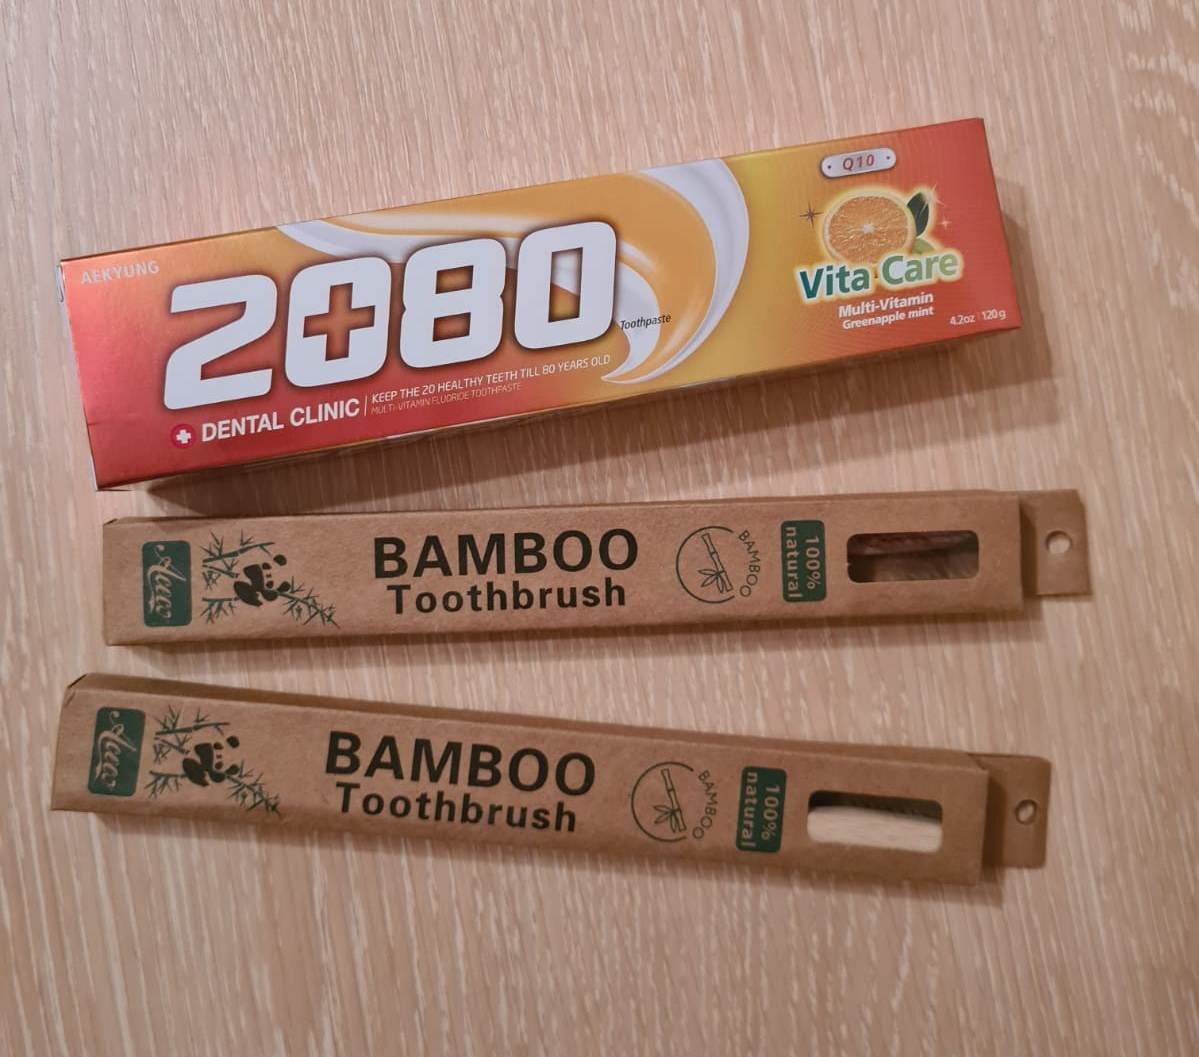 AEKYUNG
2080
Toothpaste
DENTAL CLINIC
KEEP THE 20 HEALTHY TEETH TILL 80 YEARS OLD
MULTI-VITAMIN FLUORIDE TOOTHPASTE
Q10
Vita Care
Multi-Vitamin
Greenapple mint
4.2oz | 120g
BAMBOO
Toothbrush
BAMBOO
100%
natural
BAMBOO
Toothbrush
BAMBOO
100%
natural